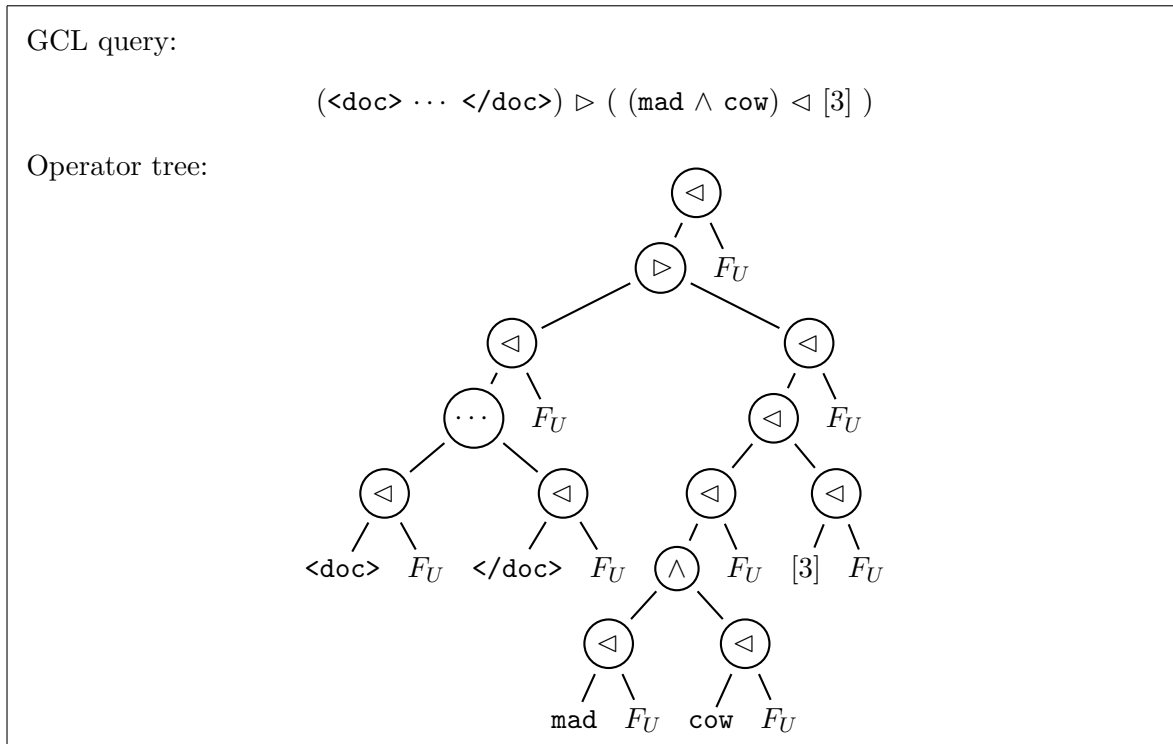 GCL query:
(<doc> ··· </doc>) ▷ ( (mad ∧ cow) ◁ [3] )
Operator tree:
◁
▷ F_U
◁ ◁
··· F_U ◁ F_U
◁ ◁ ◁ ◁
<doc> F_U </doc> F_U ∧ F_U [3] F_U
◁ ◁
mad F_U cow F_U